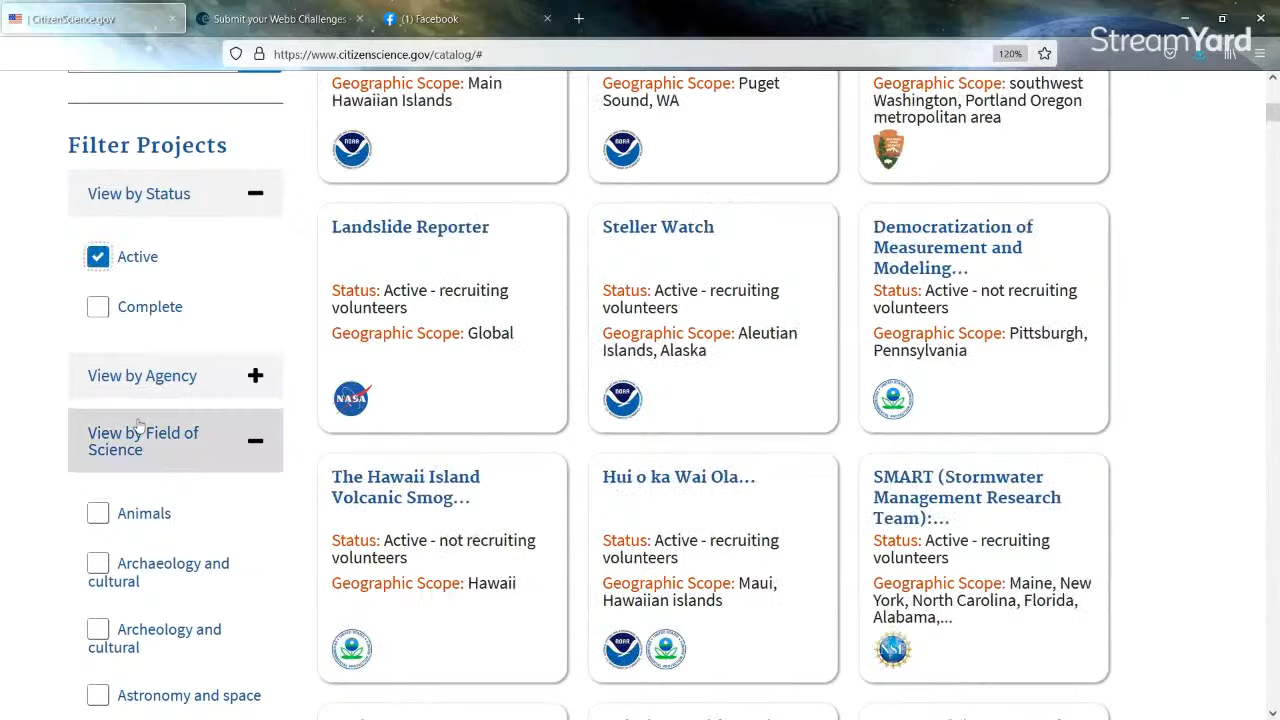 CitizenScience.gov
Submit your Webb Challenges
(1) Facebook
StreamYard
https://www.citizenscience.gov/catalog/#
120%
Filter Projects
View by Status
Active
Complete
View by Agency
View by Field of
Science
Animals
Archaeology and
cultural
Archeology and
cultural
Astronomy and space
Geographic Scope: Main
Hawaiian Islands
NOAA
Geographic Scope: Puget
Sound, WA
NOAA
Geographic Scope: southwest
Washington, Portland Oregon
metropolitan area
Landslide Reporter
Status: Active - recruiting
volunteers
Geographic Scope: Global
NASA
Steller Watch
Status: Active - recruiting
volunteers
Geographic Scope: Aleutian
Islands, Alaska
NOAA
Democratization of
Measurement and
Modeling...
Status: Active - not recruiting
volunteers
Geographic Scope: Pittsburgh,
Pennsylvania
The Hawaii Island
Volcanic Smog...
Status: Active - not recruiting
volunteers
Geographic Scope: Hawaii
Hui o ka Wai Ola...
Status: Active - recruiting
volunteers
Geographic Scope: Maui,
Hawaiian islands
NOAA
SMART (Stormwater
Management Research
Team):...
Status: Active - recruiting
volunteers
Geographic Scope: Maine, New
York, North Carolina, Florida,
Alabama,...
NSF